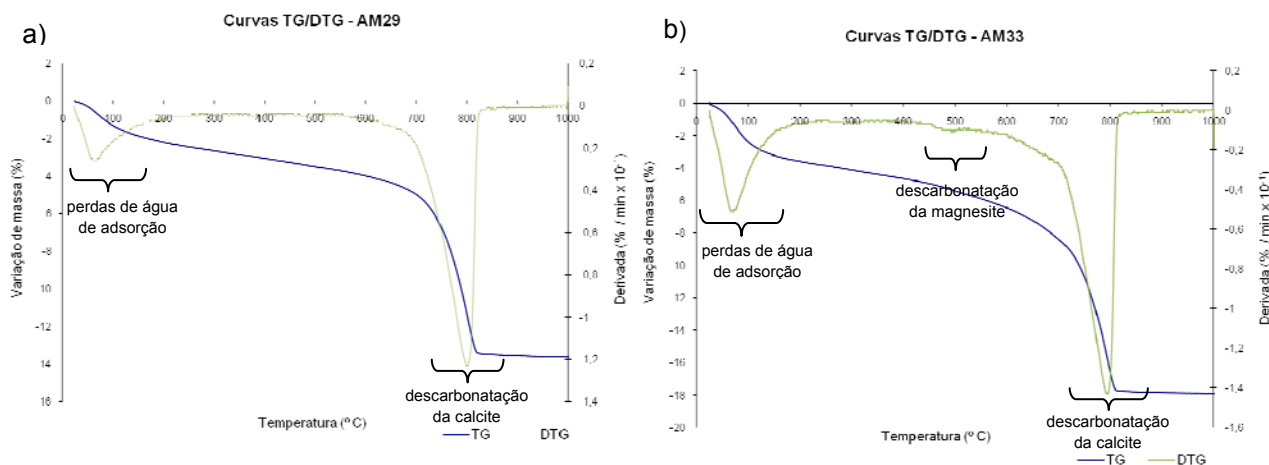 a)
Curvas TG/DTG - AM29
2
0
-2
-4
6
-8
-10
-12
-14
16
Variação de massa (%)
0 100 200 300 400 500 600 700 800 900 1000
0,2
0
0,2
0,4
0,6
0,8
-1
-1,2
1,4
Derivada (% / min x 10⁻
perdas de água
de adsorção
descarbonatação
da calcite
Temperatura (º C)
TG DTG
b)
Curvas TG/DTG - AM33
2
0
-2
-4
-6
-8
-10
-12
-14
-16
-18
-20
Variação de massa (%)
0 100 200 300 400 500 600 700 800 900 1000
0,2
0
-0,2
-0,4
-0,6
-0,8
-1
-1,2
-1,4
-1,6
Derivada (% / min x 10⁻¹)
descarbonatação
da magnesite
perdas de água
de adsorção
descarbonatação
da calcite
Temperatura (º C)
TG DTG